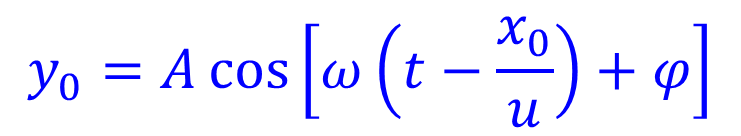 y₀ = A cos[ω(t − x₀/u) + φ]